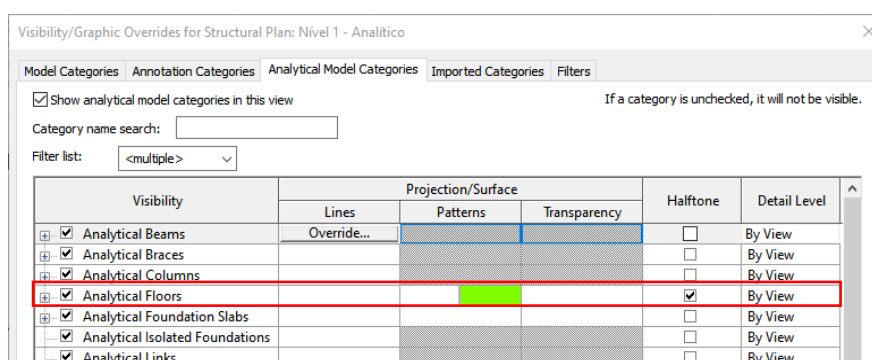 Visibility/Graphic Overrides for Structural Plan: Nível 1 - Analítico
Model Categories Annotation Categories Analytical Model Categories Imported Categories Filters
Show analytical model categories in this view If a category is unchecked, it will not be visible.
Category name search:
Filter list: <multiple>
Visibility Projection/Surface Halftone Detail Level
Lines Patterns Transparency
Analytical Beams Override... By View
Analytical Braces By View
Analytical Columns By View
Analytical Floors By View
Analytical Foundation Slabs By View
Analytical Isolated Foundations By View
Analytical Links By View